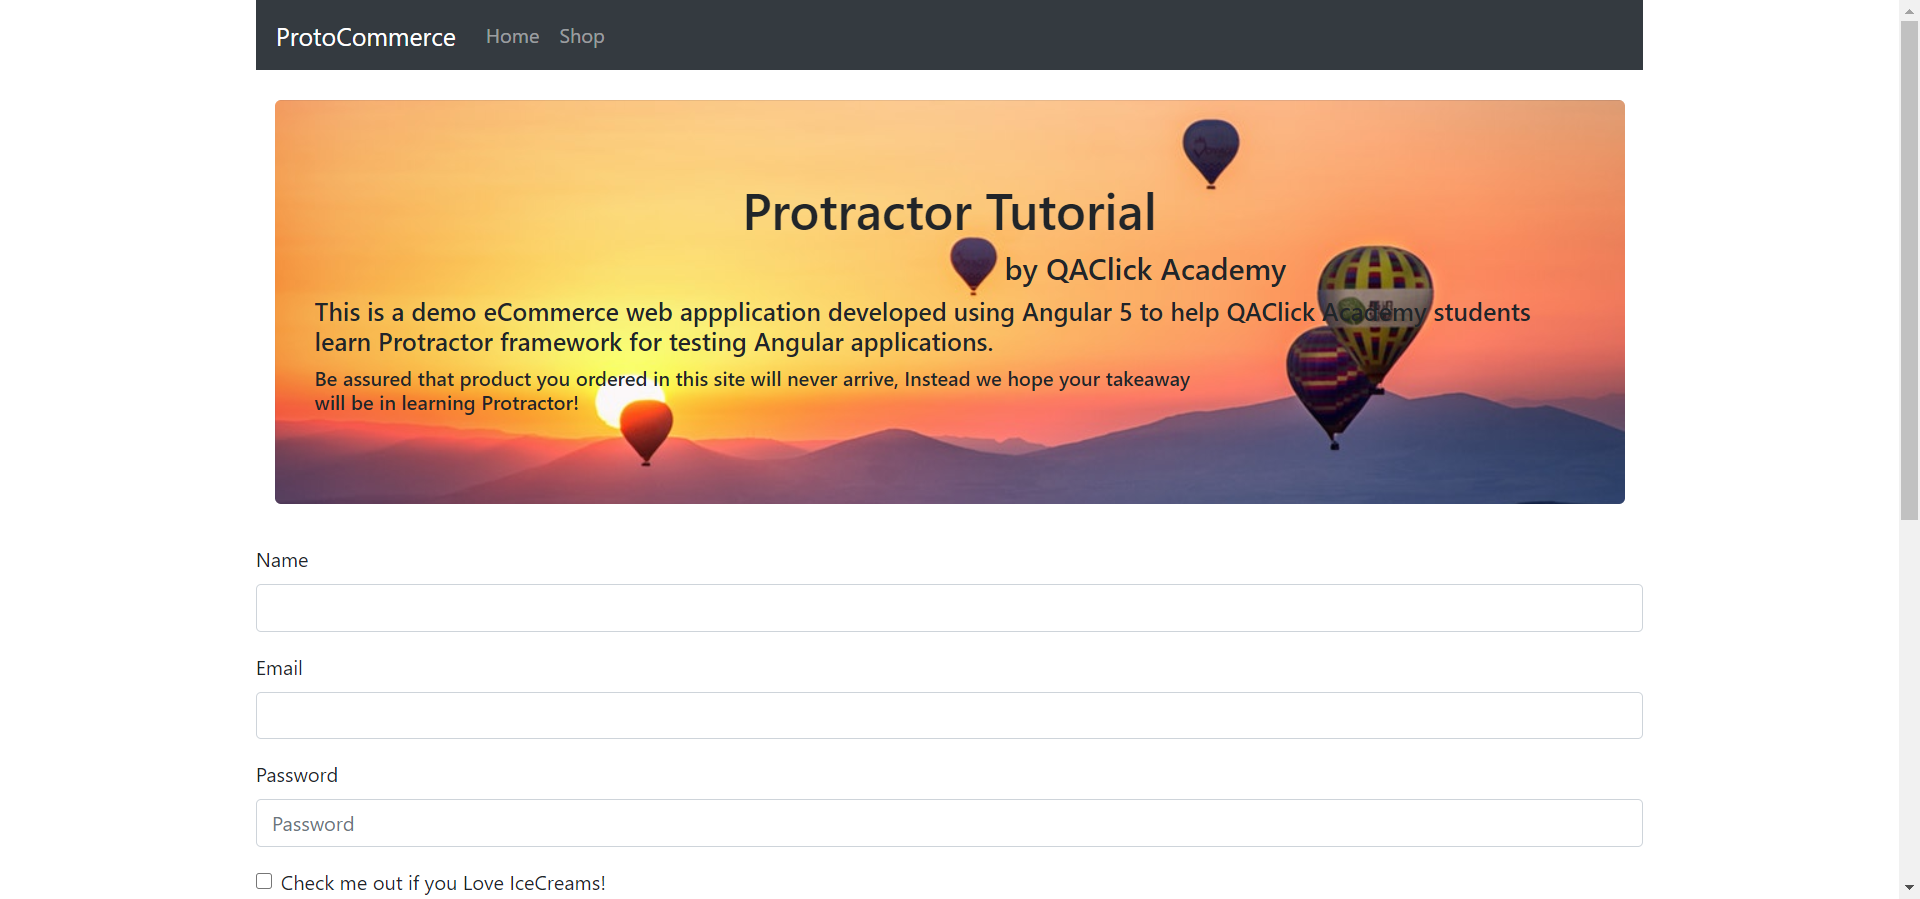 ProtoCommerce Home Shop
Protractor Tutorial
by QAClick Academy
This is a demo eCommerce web appplication developed using Angular 5 to help QAClick Academy students
learn Protractor framework for testing Angular applications.
Be assured that product you ordered in this site will never arrive, Instead we hope your takeaway
will be in learning Protractor!
Name
Email
Password
Password
Check me out if you Love IceCreams!